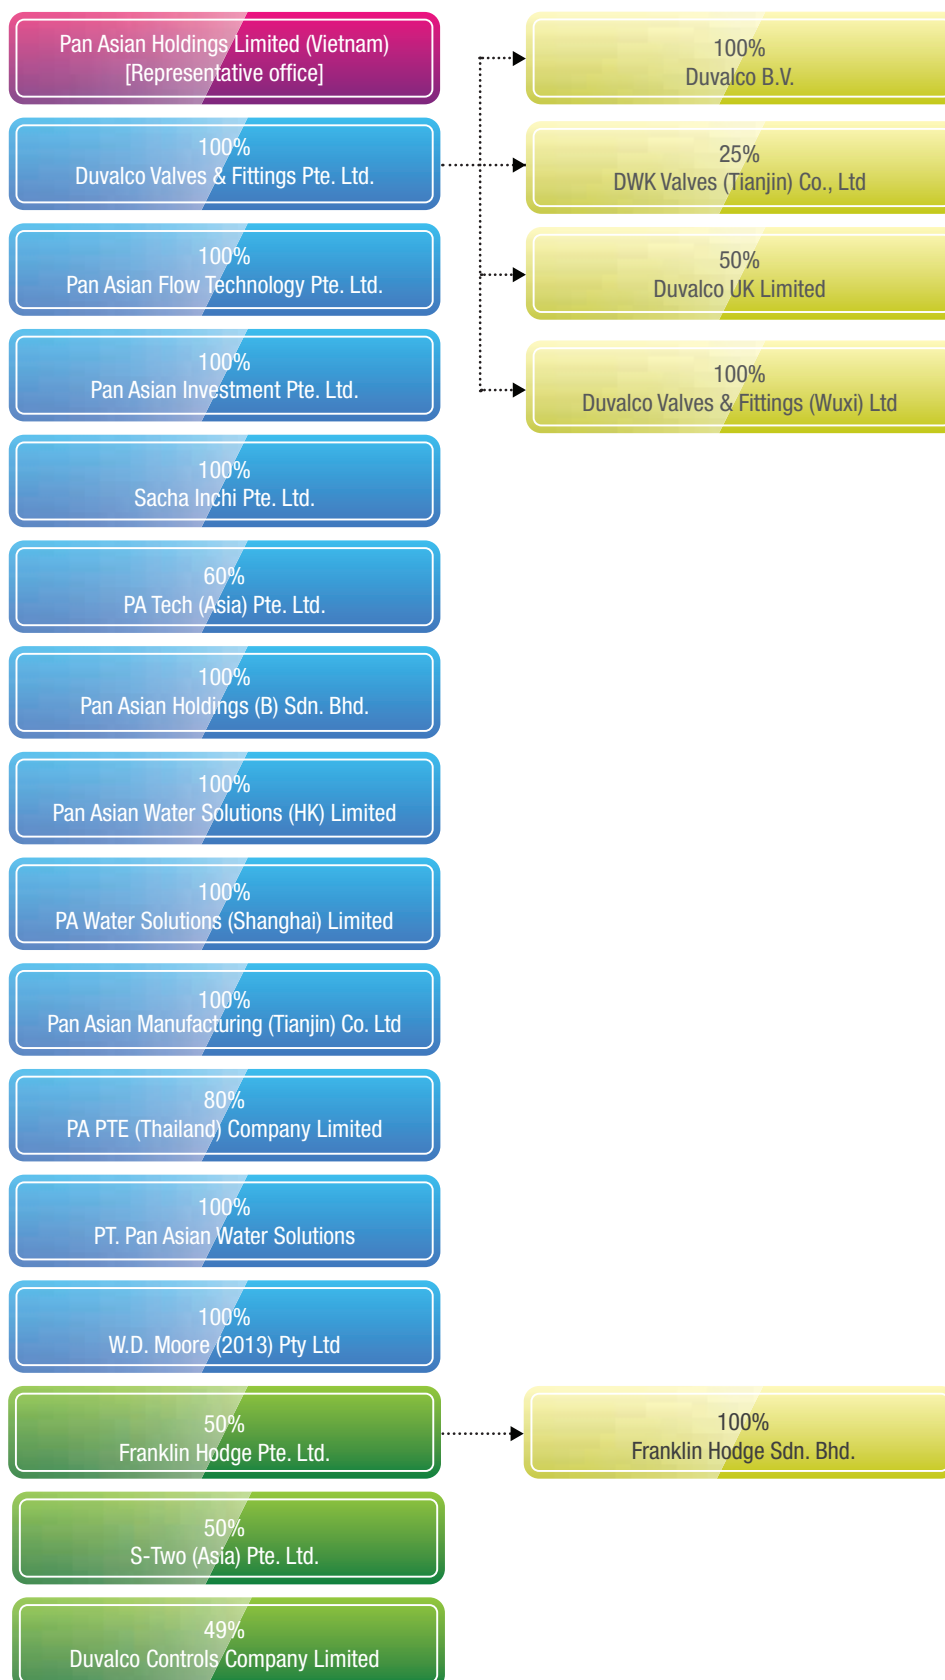 Pan Asian Holdings Limited (Vietnam)
[Representative office]
100%
Duvalco Valves & Fittings Pte. Ltd.
100%
Duvalco B.V.
25%
DWK Valves (Tianjin) Co., Ltd
50%
Duvalco UK Limited
100%
Duvalco Valves & Fittings (Wuxi) Ltd
100%
Pan Asian Flow Technology Pte. Ltd.
100%
Pan Asian Investment Pte. Ltd.
100%
Sacha Inchi Pte. Ltd.
60%
PA Tech (Asia) Pte. Ltd.
100%
Pan Asian Holdings (B) Sdn. Bhd.
100%
Pan Asian Water Solutions (HK) Limited
100%
PA Water Solutions (Shanghai) Limited
100%
Pan Asian Manufacturing (Tianjin) Co. Ltd
80%
PA PTE (Thailand) Company Limited
100%
PT. Pan Asian Water Solutions
100%
W.D. Moore (2013) Pty Ltd
50%
Franklin Hodge Pte. Ltd.
100%
Franklin Hodge Sdn. Bhd.
50%
S-Two (Asia) Pte. Ltd.
49%
Duvalco Controls Company Limited